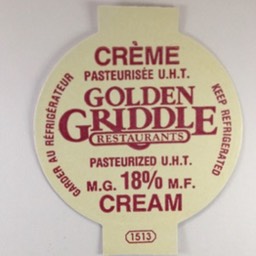 CRÈME
PASTEURISÉE U.H.T.
GARDER AU RÉFRIGÉRATEUR
GOLDEN
GRIDDLE
RESTAURANTS
KEEP REFRIGERATED
PASTEURIZED U.H.T.
M.G. 18% M.F.
CREAM
1513